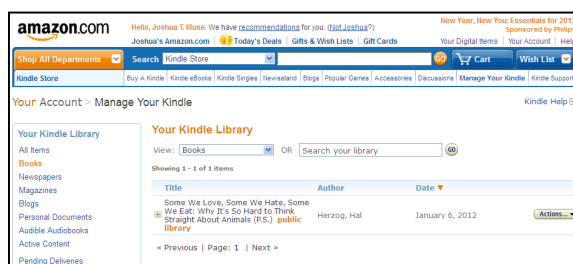 amazon.com
Hello, Joshua T. Muse. We have recommendations for you. (Not Joshua?)
New Year, New You: Essentials for 201
Sponsored by Philip
Joshua's Amazon.com | Today's Deals | Gifts & Wish Lists | Gift Cards
Your Digital Items | Your Account | Help
Shop All Departments
Search Kindle Store
GO
Cart
Wish List
Kindle Store
Buy A Kindle | Kindle eBooks | Kindle Singles | Newsstand | Blogs | Popular Games | Accessories | Discussions | Manage Your Kindle | Kindle Support
Your Account > Manage Your Kindle
Kindle Help
Your Kindle Library
All Items
Books
Newspapers
Magazines
Blogs
Personal Documents
Audible Audiobooks
Active Content
Pending Deliveries
Your Kindle Library
View: Books OR Search your library GO
Showing 1 - 1 of 1 items
Title Author Date ▼
Some We Love, Some We Hate, Some
We Eat: Why It's So Hard to Think
Straight About Animals (P.S.) public
library
Herzog, Hal
January 6, 2012
Actions...
« Previous | Page: 1 | Next »